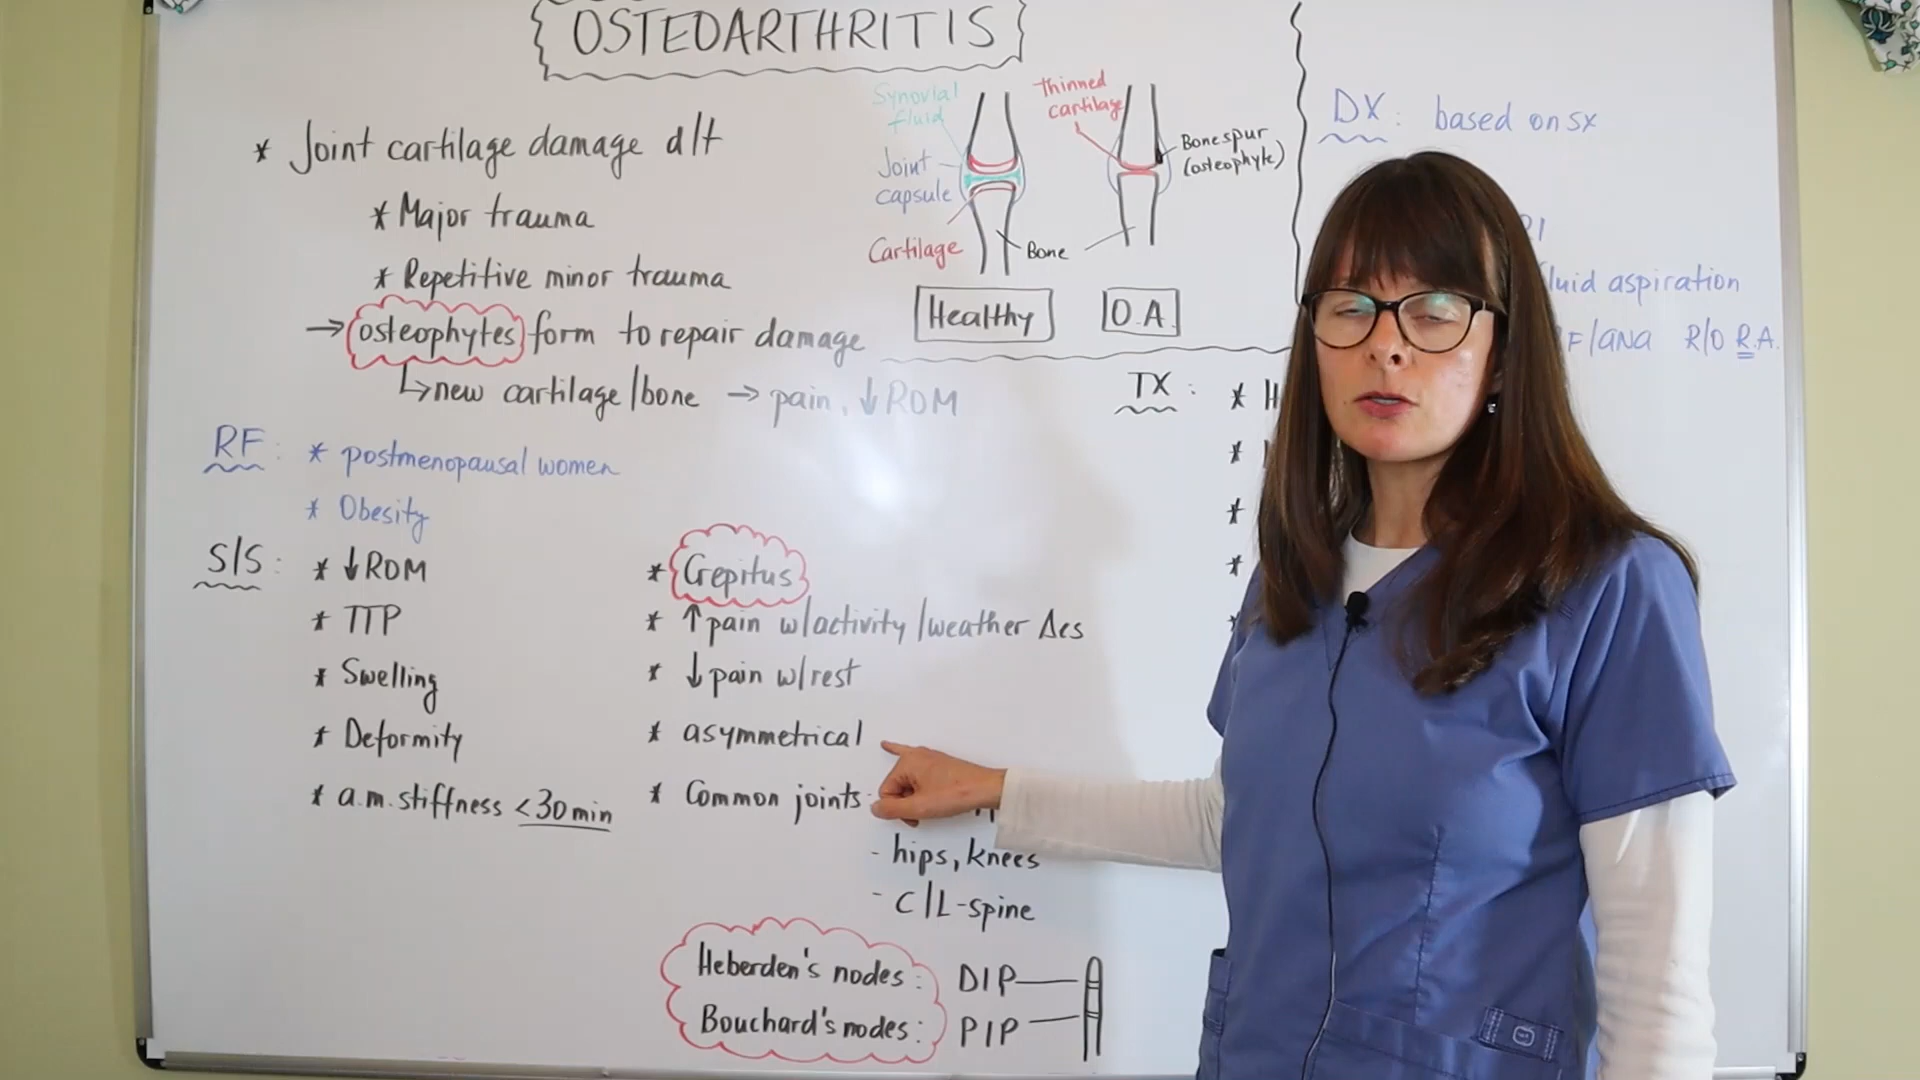 OSTEOARTHRITIS
* Joint cartilage damage d/t
* Major trauma
* Repetitive minor trauma
→ osteophytes form to repair damage
↳ new cartilage/bone → pain, ↓ROM
RF: * postmenopausal women
* Obesity
S/S: * ↓ROM
* TTP
* Swelling
* Deformity
* a.m. stiffness <30 min
* Crepitus
* ↑pain w/activity/weather Δes
* ↓pain w/rest
* asymmetrical
* Common joints
- hips, knees
- C/L-spine
Heberden's nodes: DIP
Bouchard's nodes: PIP
Synovial
fluid
Joint
capsule
Cartilage
Bone
Healthy
Thinned
cartilage
Bone spur
(osteophyte)
O.A.
DX: based on sx
aspiration
R/O R.A.
TX: *
*
*
*